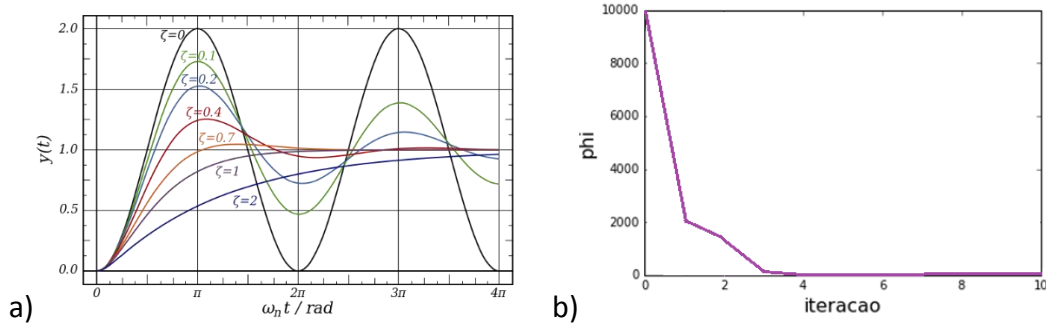 a)
y(t)
2.0
1.5
1.0
0.5
0.0
ζ=0
ζ=0.1
ζ=0.2
ζ=0.4
ζ=0.7
ζ=1
ζ=2
0 π 2π 3π 4π
ωₙt / rad
b)
phi
10000
8000
6000
4000
2000
0
0 2 4 6 8 10
iteracao